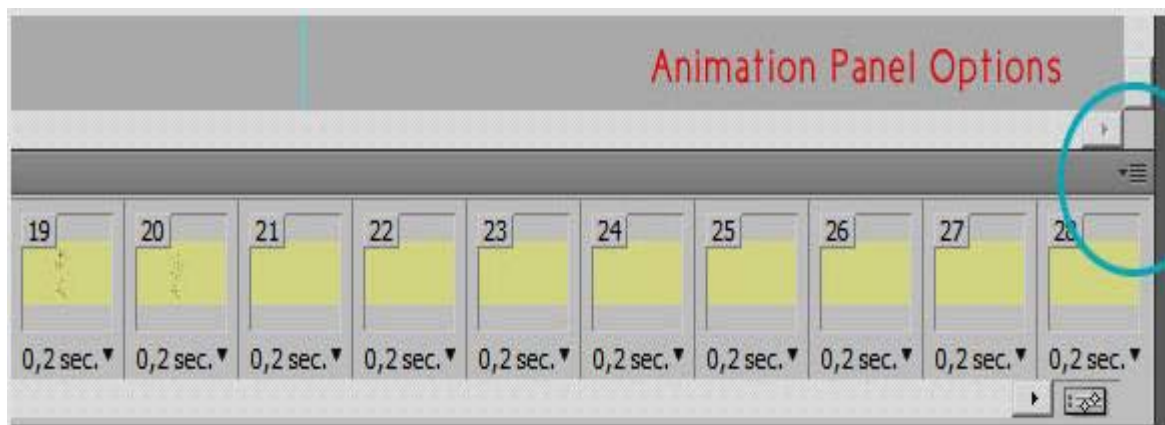 Animation Panel Options
19 20 21 22 23 24 25 26 27 28
0,2 sec. 0,2 sec. 0,2 sec. 0,2 sec. 0,2 sec. 0,2 sec. 0,2 sec. 0,2 sec. 0,2 sec. 0,2 sec.